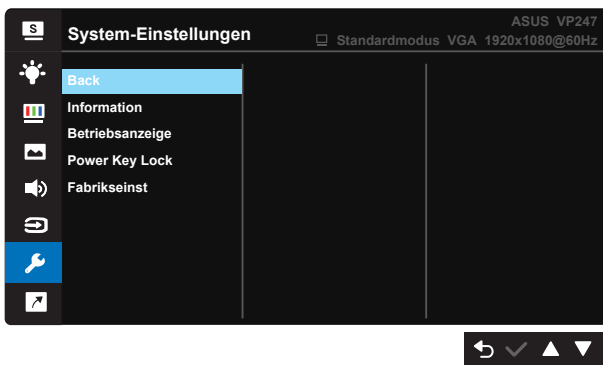 S
System-Einstellungen
ASUS VP247
Standardmodus VGA 1920x1080@60Hz
Back
Information
Betriebsanzeige
Power Key Lock
Fabrikseinst